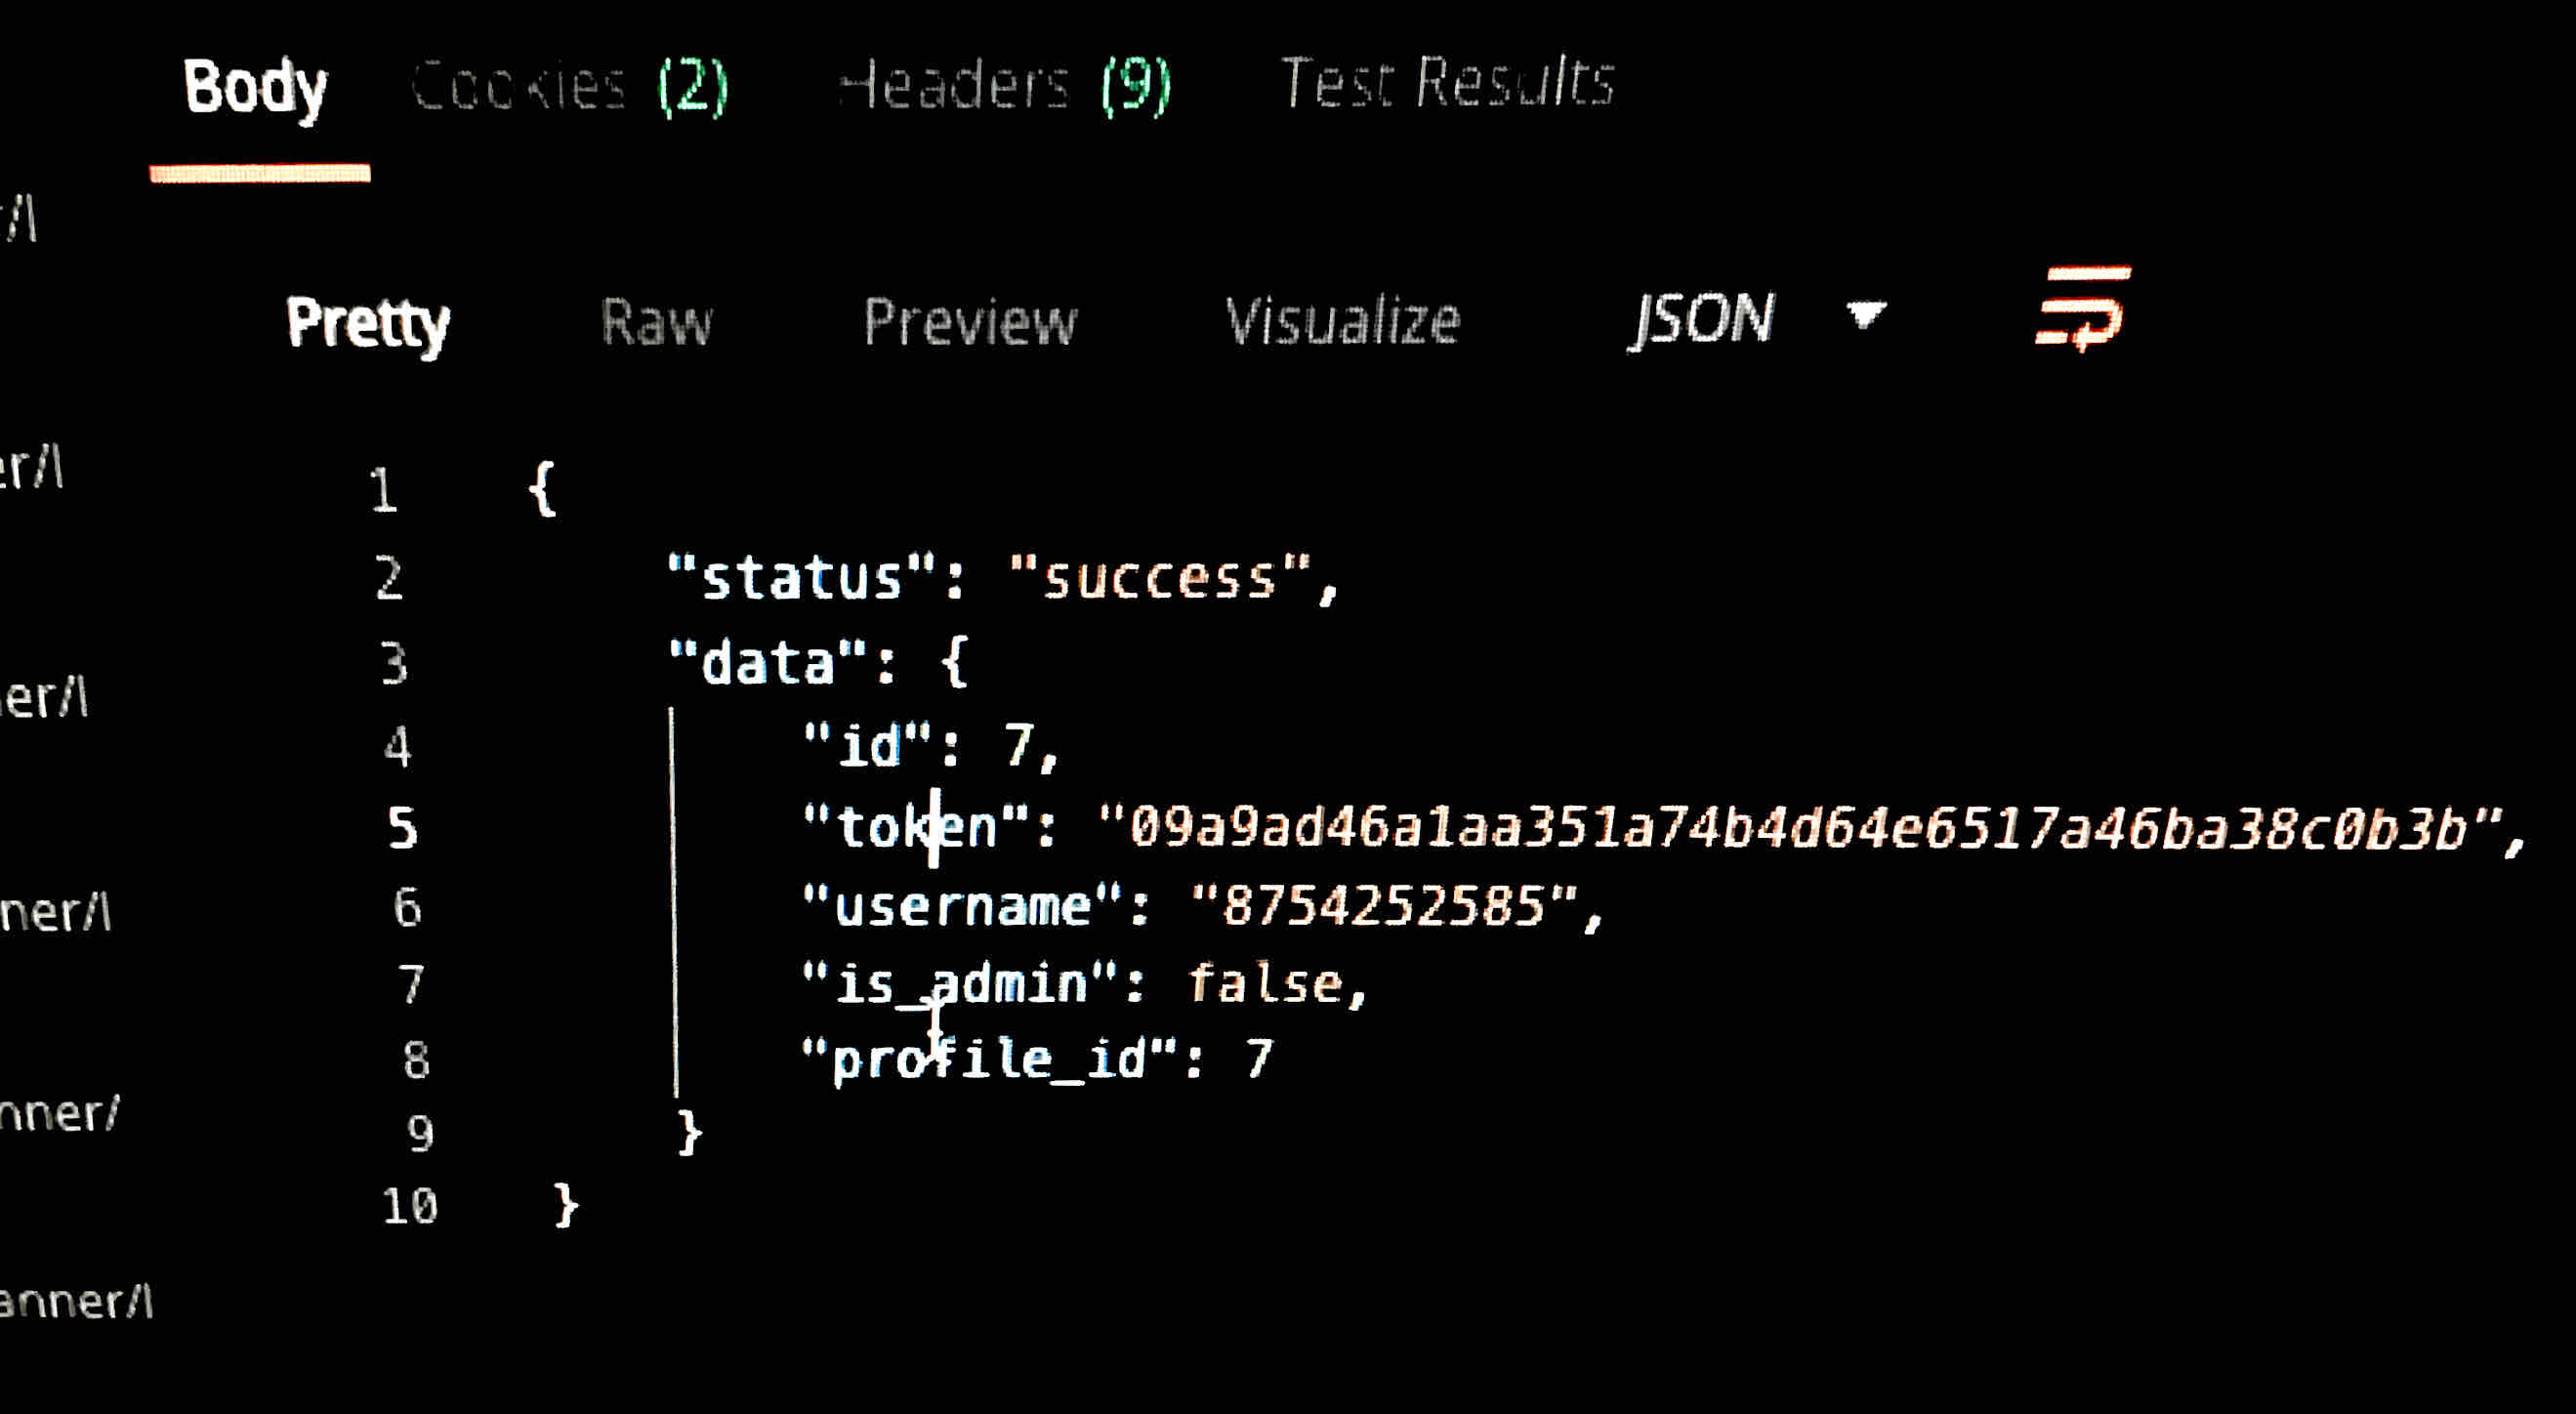 Body Cookies (2) Headers (9) Test Results
r/l
Pretty Raw Preview Visualize JSON
er/l
1 {
2 "status": "success",
3 "data": {
ner/l
4 "id": 7,
5 "token": "09a9ad46a1aa351a74b4d64e6517a46ba38c0b3b",
ner/l
6 "username": "8754252585",
7 "is_admin": false,
8 "profile_id": 7
nner/
9 }
10 }
anner/l